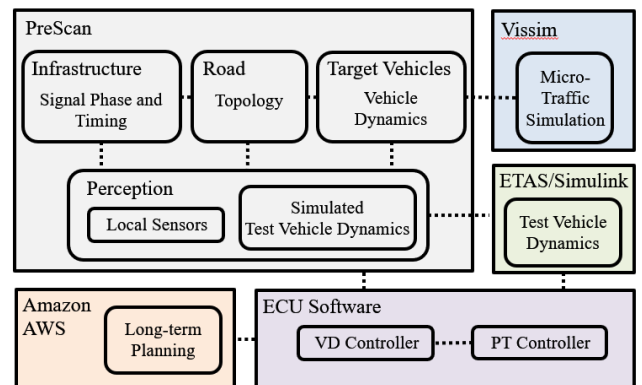 PreScan
Infrastructure
Signal Phase and
Timing
Road
Topology
Target Vehicles
Vehicle
Dynamics
Vissim
Micro-
Traffic
Simulation
Perception
Local Sensors
Simulated
Test Vehicle Dynamics
ETAS/Simulink
Test Vehicle
Dynamics
Amazon
AWS
Long-term
Planning
ECU Software
VD Controller
PT Controller